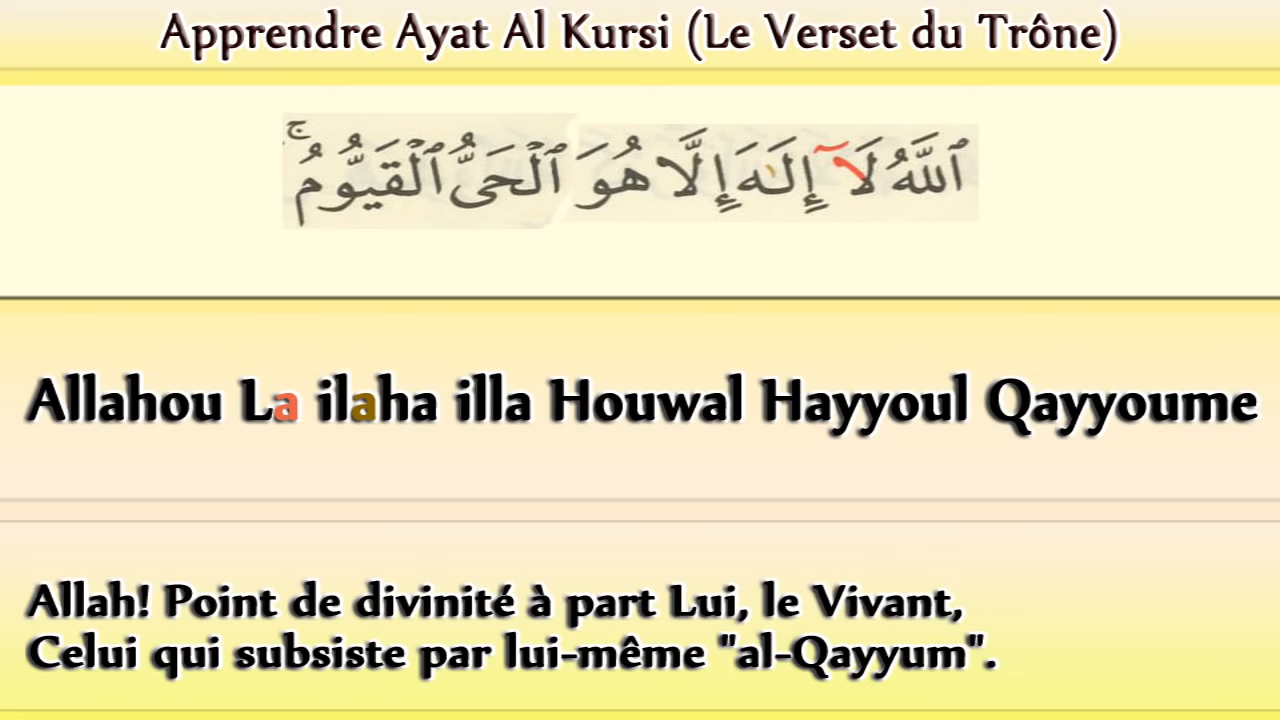 Apprendre Ayat Al Kursi (Le Verset du Trône)
ٱللَّهُ لَآ إِلَـٰهَ إِلَّا هُوَ ٱلْحَىُّ ٱلْقَيُّومُ ۚ
Allahou La ilaha illa Houwal Hayyoul Qayyoume
Allah! Point de divinité à part Lui, le Vivant,
Celui qui subsiste par lui-même "al-Qayyum".